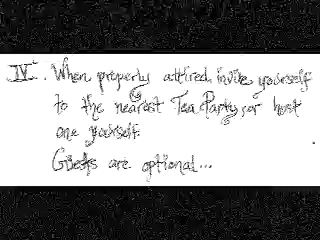 IV. When properly attired, invite yourself
to the nearest Tea Party, or host
one yourself.
Guests are optional...